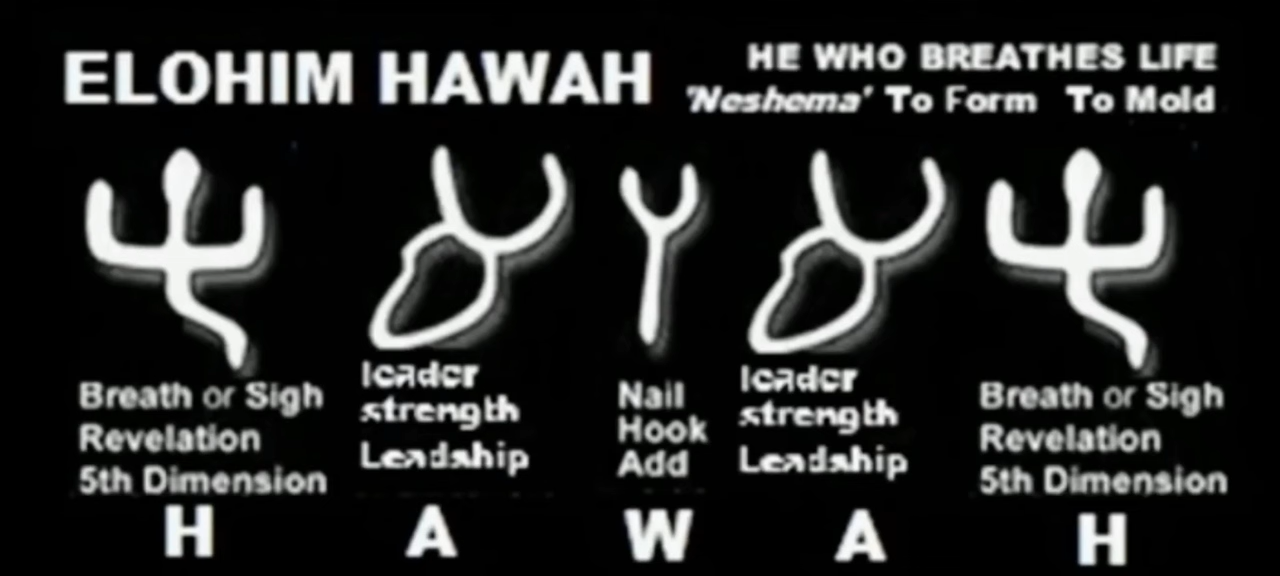 ELOHIM HAWAH
HE WHO BREATHES LIFE
'Neshema' To Form To Mold
Breath or Sigh
Revelation
5th Dimension
H
leader
strength
Leadship
A
Nail
Hook
Add
W
leader
strength
Leadship
A
Breath or Sigh
Revelation
5th Dimension
H